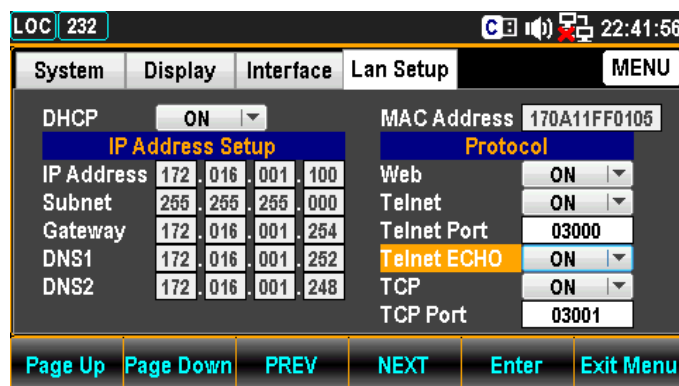 LOC 232 C 22:41:56
System Display Interface Lan Setup MENU
DHCP ON MAC Address 170A11FF0105
IP Address Setup Protocol
IP Address 172 . 016 . 001 . 100 Web ON
Subnet 255 . 255 . 255 . 000 Telnet ON
Gateway 172 . 016 . 001 . 254 Telnet Port 03000
DNS1 172 . 016 . 001 . 252 Telnet ECHO ON
DNS2 172 . 016 . 001 . 248 TCP ON
TCP Port 03001
Page Up Page Down PREV NEXT Enter Exit Menu